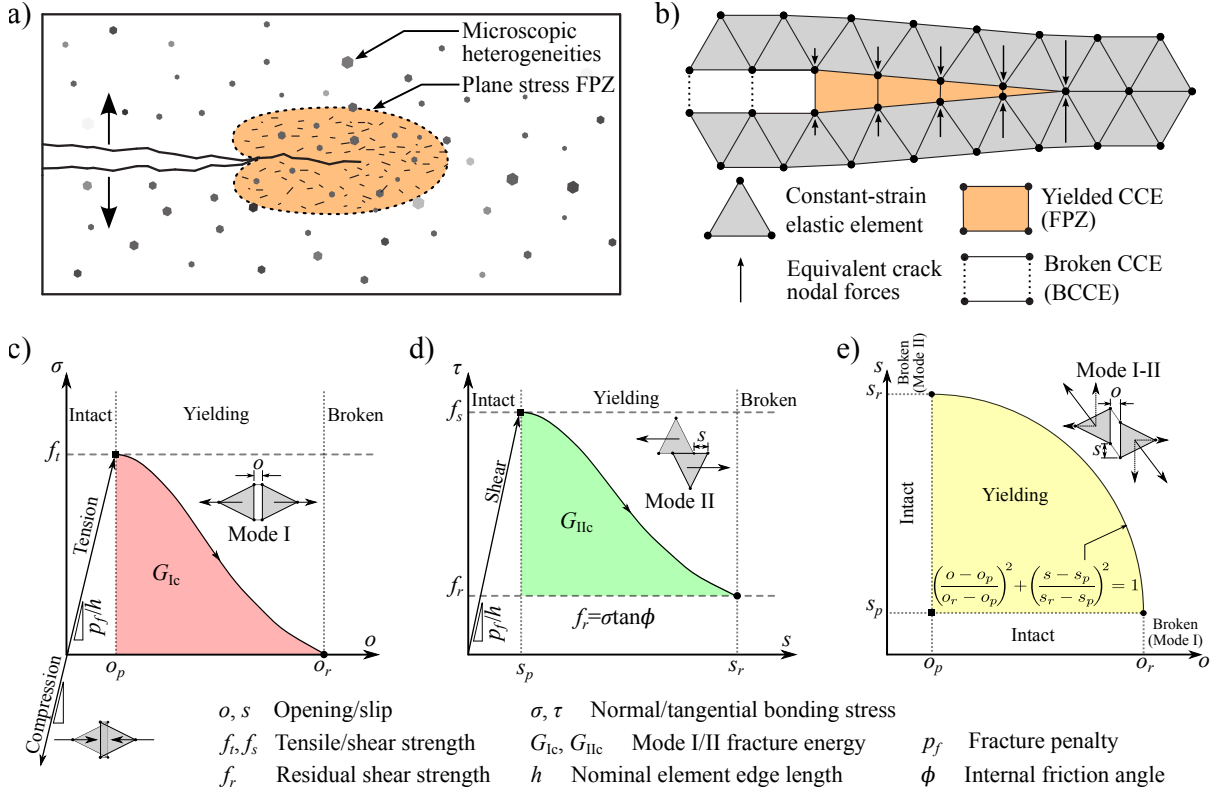 a)
Microscopic
heterogeneities
Plane stress FPZ
b)
Constant-strain
elastic element
Yielded CCE
(FPZ)
Equivalent crack
nodal forces
Broken CCE
(BCCE)
c)
σ
Intact
Yielding
Broken
f_t
o
Mode I
Tension
G_Ic
p_f/h
o_p
o_r
o
Compression
d)
τ
Intact
Yielding
Broken
f_s
s
Mode II
Shear
G_IIc
f_r
p_f/h
f_r=σtanϕ
s_p
s_r
s
e)
s
s_r
Broken
(Mode II)
Mode I-II
o
s
Intact
Yielding
((o − o_p)/(o_r − o_p))^2 + ((s − s_p)/(s_r − s_p))^2 = 1
s_p
Intact
Broken
(Mode I)
o_p
o_r
o
o, s Opening/slip
σ, τ Normal/tangential bonding stress
f_t, f_s Tensile/shear strength
G_Ic, G_IIc Mode I/II fracture energy
p_f Fracture penalty
f_r Residual shear strength
h Nominal element edge length
ϕ Internal friction angle